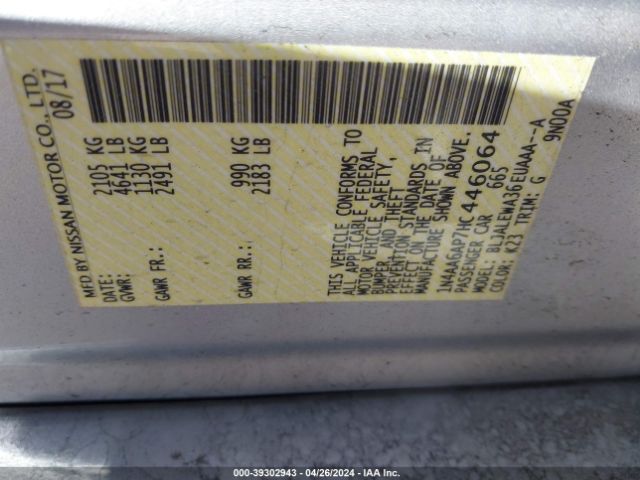 MFD BY NISSAN MOTOR CO., LTD.
DATE: 08/17
GVWR: 2105 KG
4641 LB
GAWR FR.: 1130 KG
2491 LB
GAWR RR.: 990 KG
2183 LB
THIS VEHICLE CONFORMS TO
ALL APPLICABLE FEDERAL
MOTOR VEHICLE SAFETY,
BUMPER, AND THEFT
PREVENTION STANDARDS IN
EFFECT ON THE DATE OF
MANUFACTURE SHOWN ABOVE.
1N4AA6AP7HC446064
PASSENGER CAR 665
MODEL: BLJALEWA36EUAAA--A
COLOR: K23 TRIM: G 9N00A
000-39302943 - 04/26/2024 - IAA Inc.